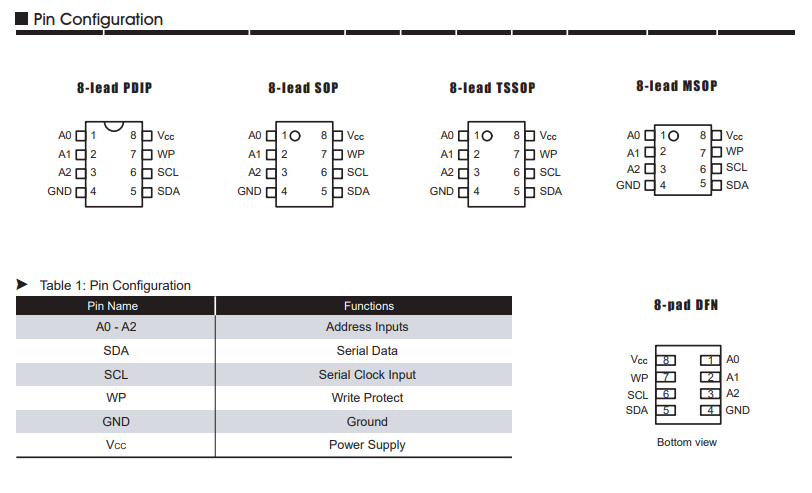 Pin Configuration
8-lead PDIP 8-lead SOP 8-lead TSSOP 8-lead MSOP
A0 1 8 Vcc A0 1 8 Vcc A0 1 8 Vcc A0 1 8 Vcc
A1 2 7 WP A1 2 7 WP A1 2 7 WP A1 2 7 WP
A2 3 6 SCL A2 3 6 SCL A2 3 6 SCL A2 3 6 SCL
GND 4 5 SDA GND 4 5 SDA GND 4 5 SDA GND 4 5 SDA
Table 1: Pin Configuration
Pin Name Functions
A0 - A2 Address Inputs
SDA Serial Data
SCL Serial Clock Input
WP Write Protect
GND Ground
Vcc Power Supply
8-pad DFN
Vcc 8 1 A0
WP 7 2 A1
SCL 6 3 A2
SDA 5 4 GND
Bottom view